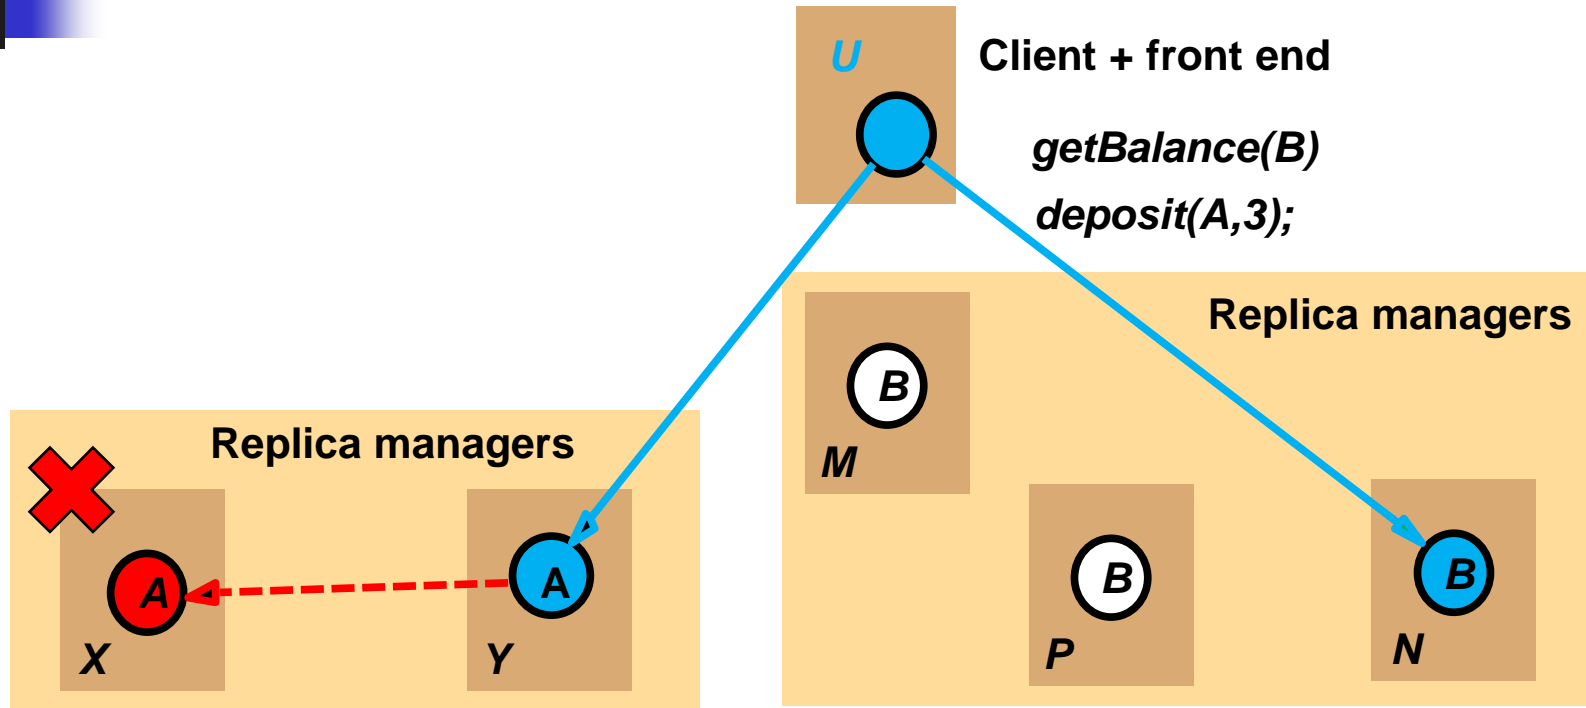 U
Client + front end
getBalance(B)
deposit(A,3);
Replica managers
B
M
Replica managers
A
X
A
Y
B
P
B
N